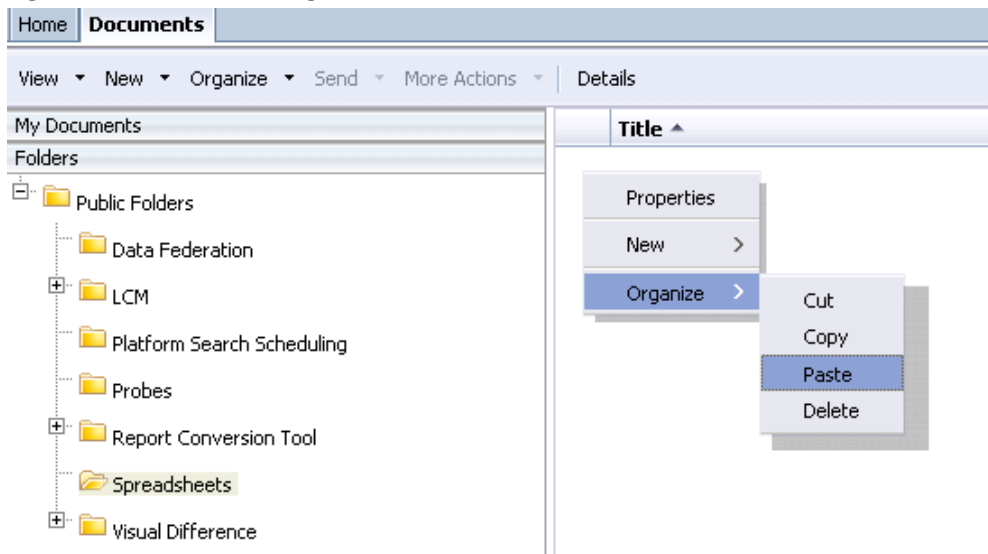 Home Documents
View New Organize Send More Actions Details
My Documents
Title
Folders
Public Folders
Properties
Data Federation
New
LCM
Organize
Cut
Platform Search Scheduling
Copy
Probes
Paste
Report Conversion Tool
Delete
Spreadsheets
Visual Difference